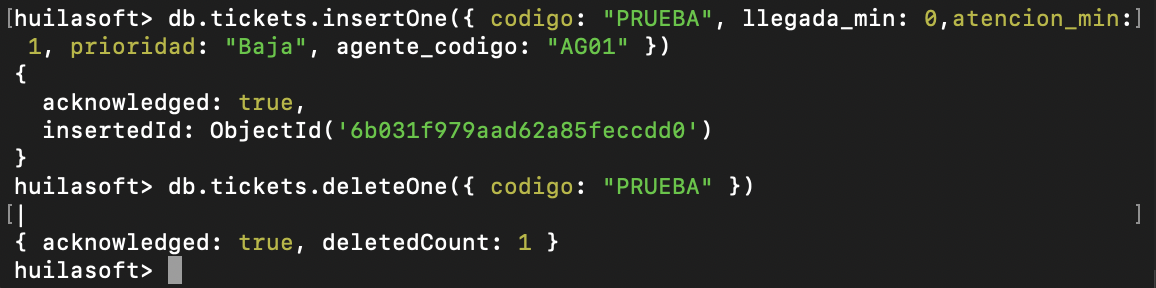 [huilasoft> db.tickets.insertOne({ codigo: "PRUEBA", llegada_min: 0,atencion_min:]
1, prioridad: "Baja", agente_codigo: "AG01" })
{
acknowledged: true,
insertedId: ObjectId('6b031f979aad62a85feccdd0')
}
huilasoft> db.tickets.deleteOne({ codigo: "PRUEBA" })
[| ]
{ acknowledged: true, deletedCount: 1 }
huilasoft>